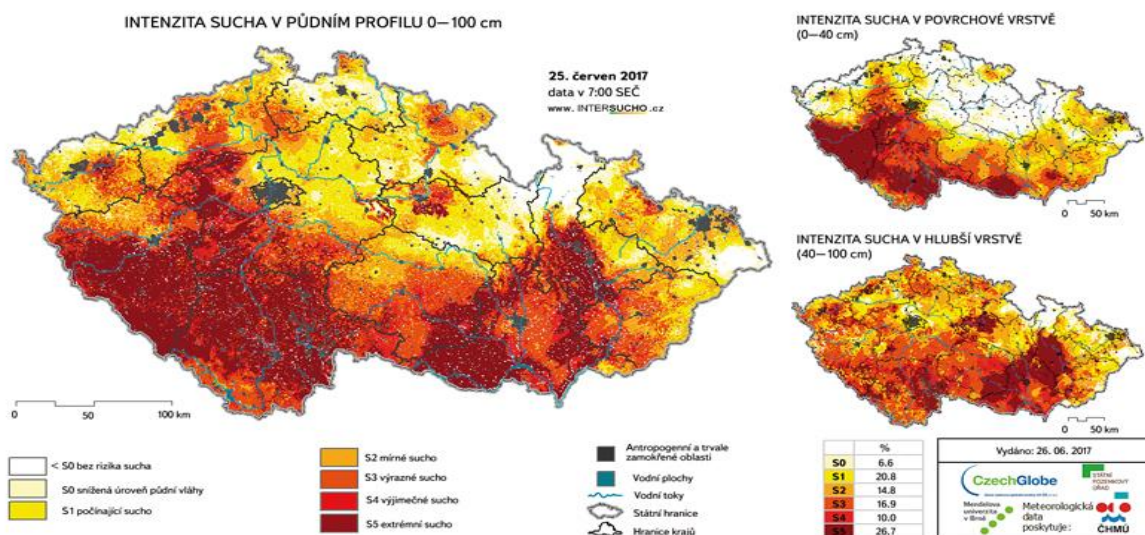 INTENZITA SUCHA V PŮDNÍM PROFILU 0—100 cm
25. červen 2017
data v 7:00 SEČ
www. INTERSUCHO.cz
INTENZITA SUCHA V POVRCHOVÉ VRSTVĚ
(0—40 cm)
0 50 km
INTENZITA SUCHA V HLUBŠÍ VRSTVĚ
(40—100 cm)
0 50 km
0 50 100 km
< S0 bez rizika sucha
S0 snížená úroveň půdní vláhy
S1 počínající sucho
S2 mírné sucho
S3 výrazné sucho
S4 výjimečné sucho
S5 extrémní sucho
Antropogenní a trvale
zamokřené oblasti
Vodní plochy
Vodní toky
Státní hranice
Hranice krajů
%
S0 6.6
S1 20.8
S2 14.8
S3 16.9
S4 10.0
S5 26.7
Vydáno: 26. 06. 2017
CzechGlobe
STÁTNÍ
POZEMKOVÝ
ÚŘAD
Mendelova
univerzita
v Brně
Meteorologická
data
poskytuje:
ČHMÚ